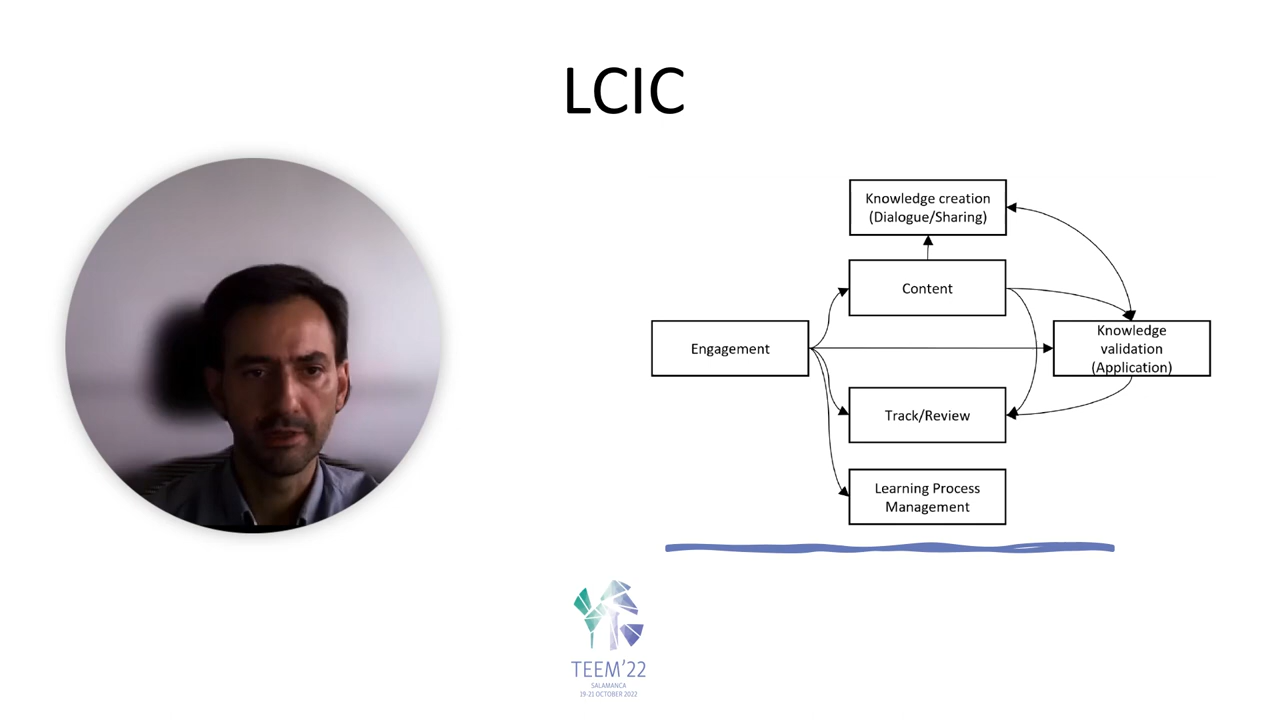 LCIC
Knowledge creation
(Dialogue/Sharing)
Content
Engagement
Knowledge
validation
(Application)
Track/Review
Learning Process
Management
TEEM'22
SALAMANCA
19-21 OCTOBER 2022